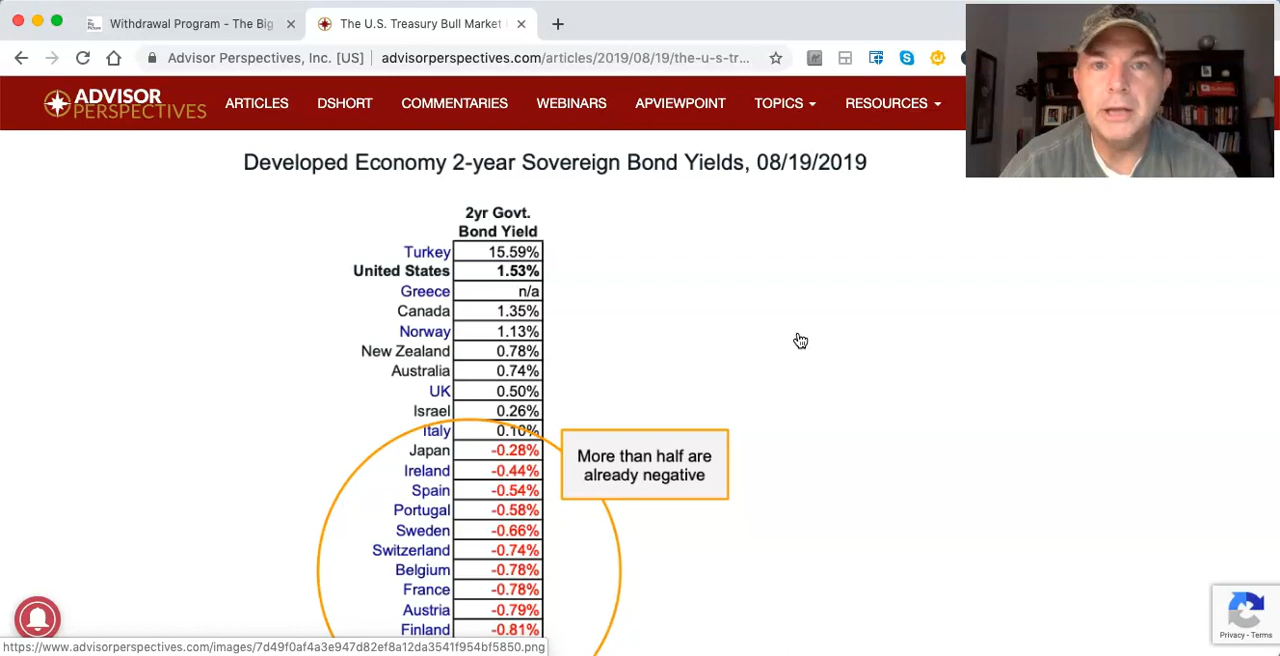 Withdrawal Program - The Big
The U.S. Treasury Bull Market
Advisor Perspectives, Inc. [US]
advisorperspectives.com/articles/2019/08/19/the-u-s-tr...
ADVISOR
PERSPECTIVES
ARTICLES
DSHORT
COMMENTARIES
WEBINARS
APVIEWPOINT
TOPICS
RESOURCES
Developed Economy 2-year Sovereign Bond Yields, 08/19/2019
2yr Govt.
Bond Yield
Turkey 15.59%
United States 1.53%
Greece n/a
Canada 1.35%
Norway 1.13%
New Zealand 0.78%
Australia 0.74%
UK 0.50%
Israel 0.26%
Italy 0.10%
Japan -0.28%
Ireland -0.44%
Spain -0.54%
Portugal -0.58%
Sweden -0.66%
Switzerland -0.74%
Belgium -0.78%
France -0.78%
Austria -0.79%
Finland -0.81%
More than half are
already negative
Privacy - Terms
https://www.advisorperspectives.com/images/7d49f0af4a3e947d82ef8a12da3541f954bf5850.png